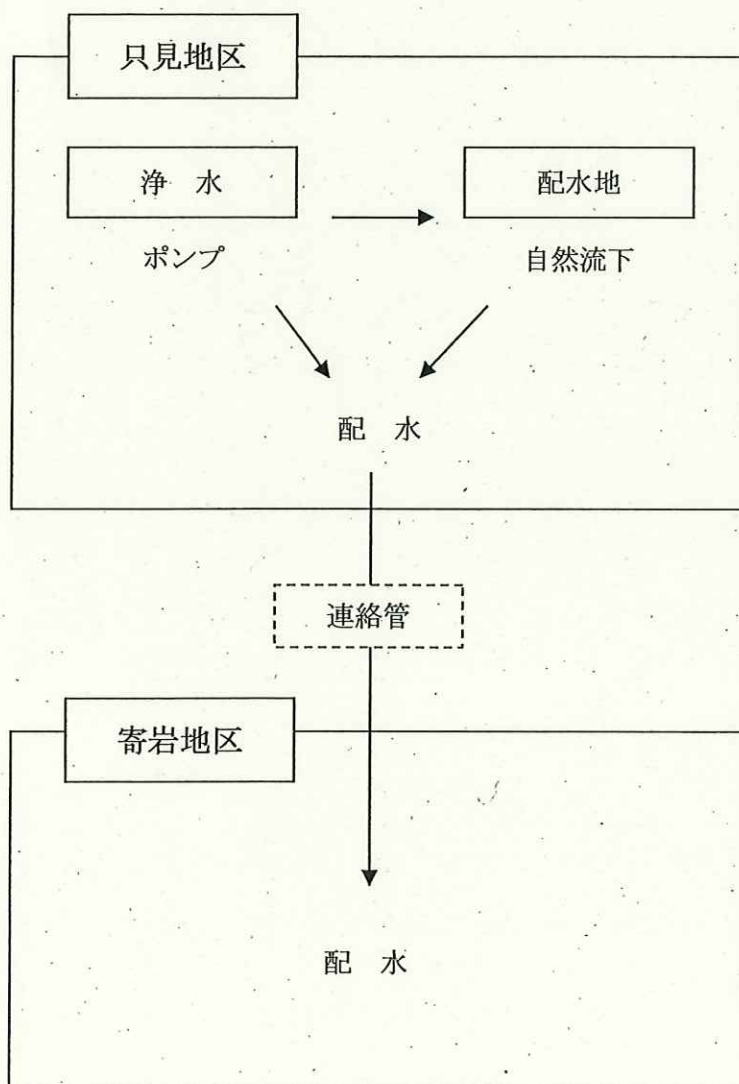 只見地区
浄　水
配水地
ポンプ
自然流下
配　水
連絡管
寄岩地区
配　水